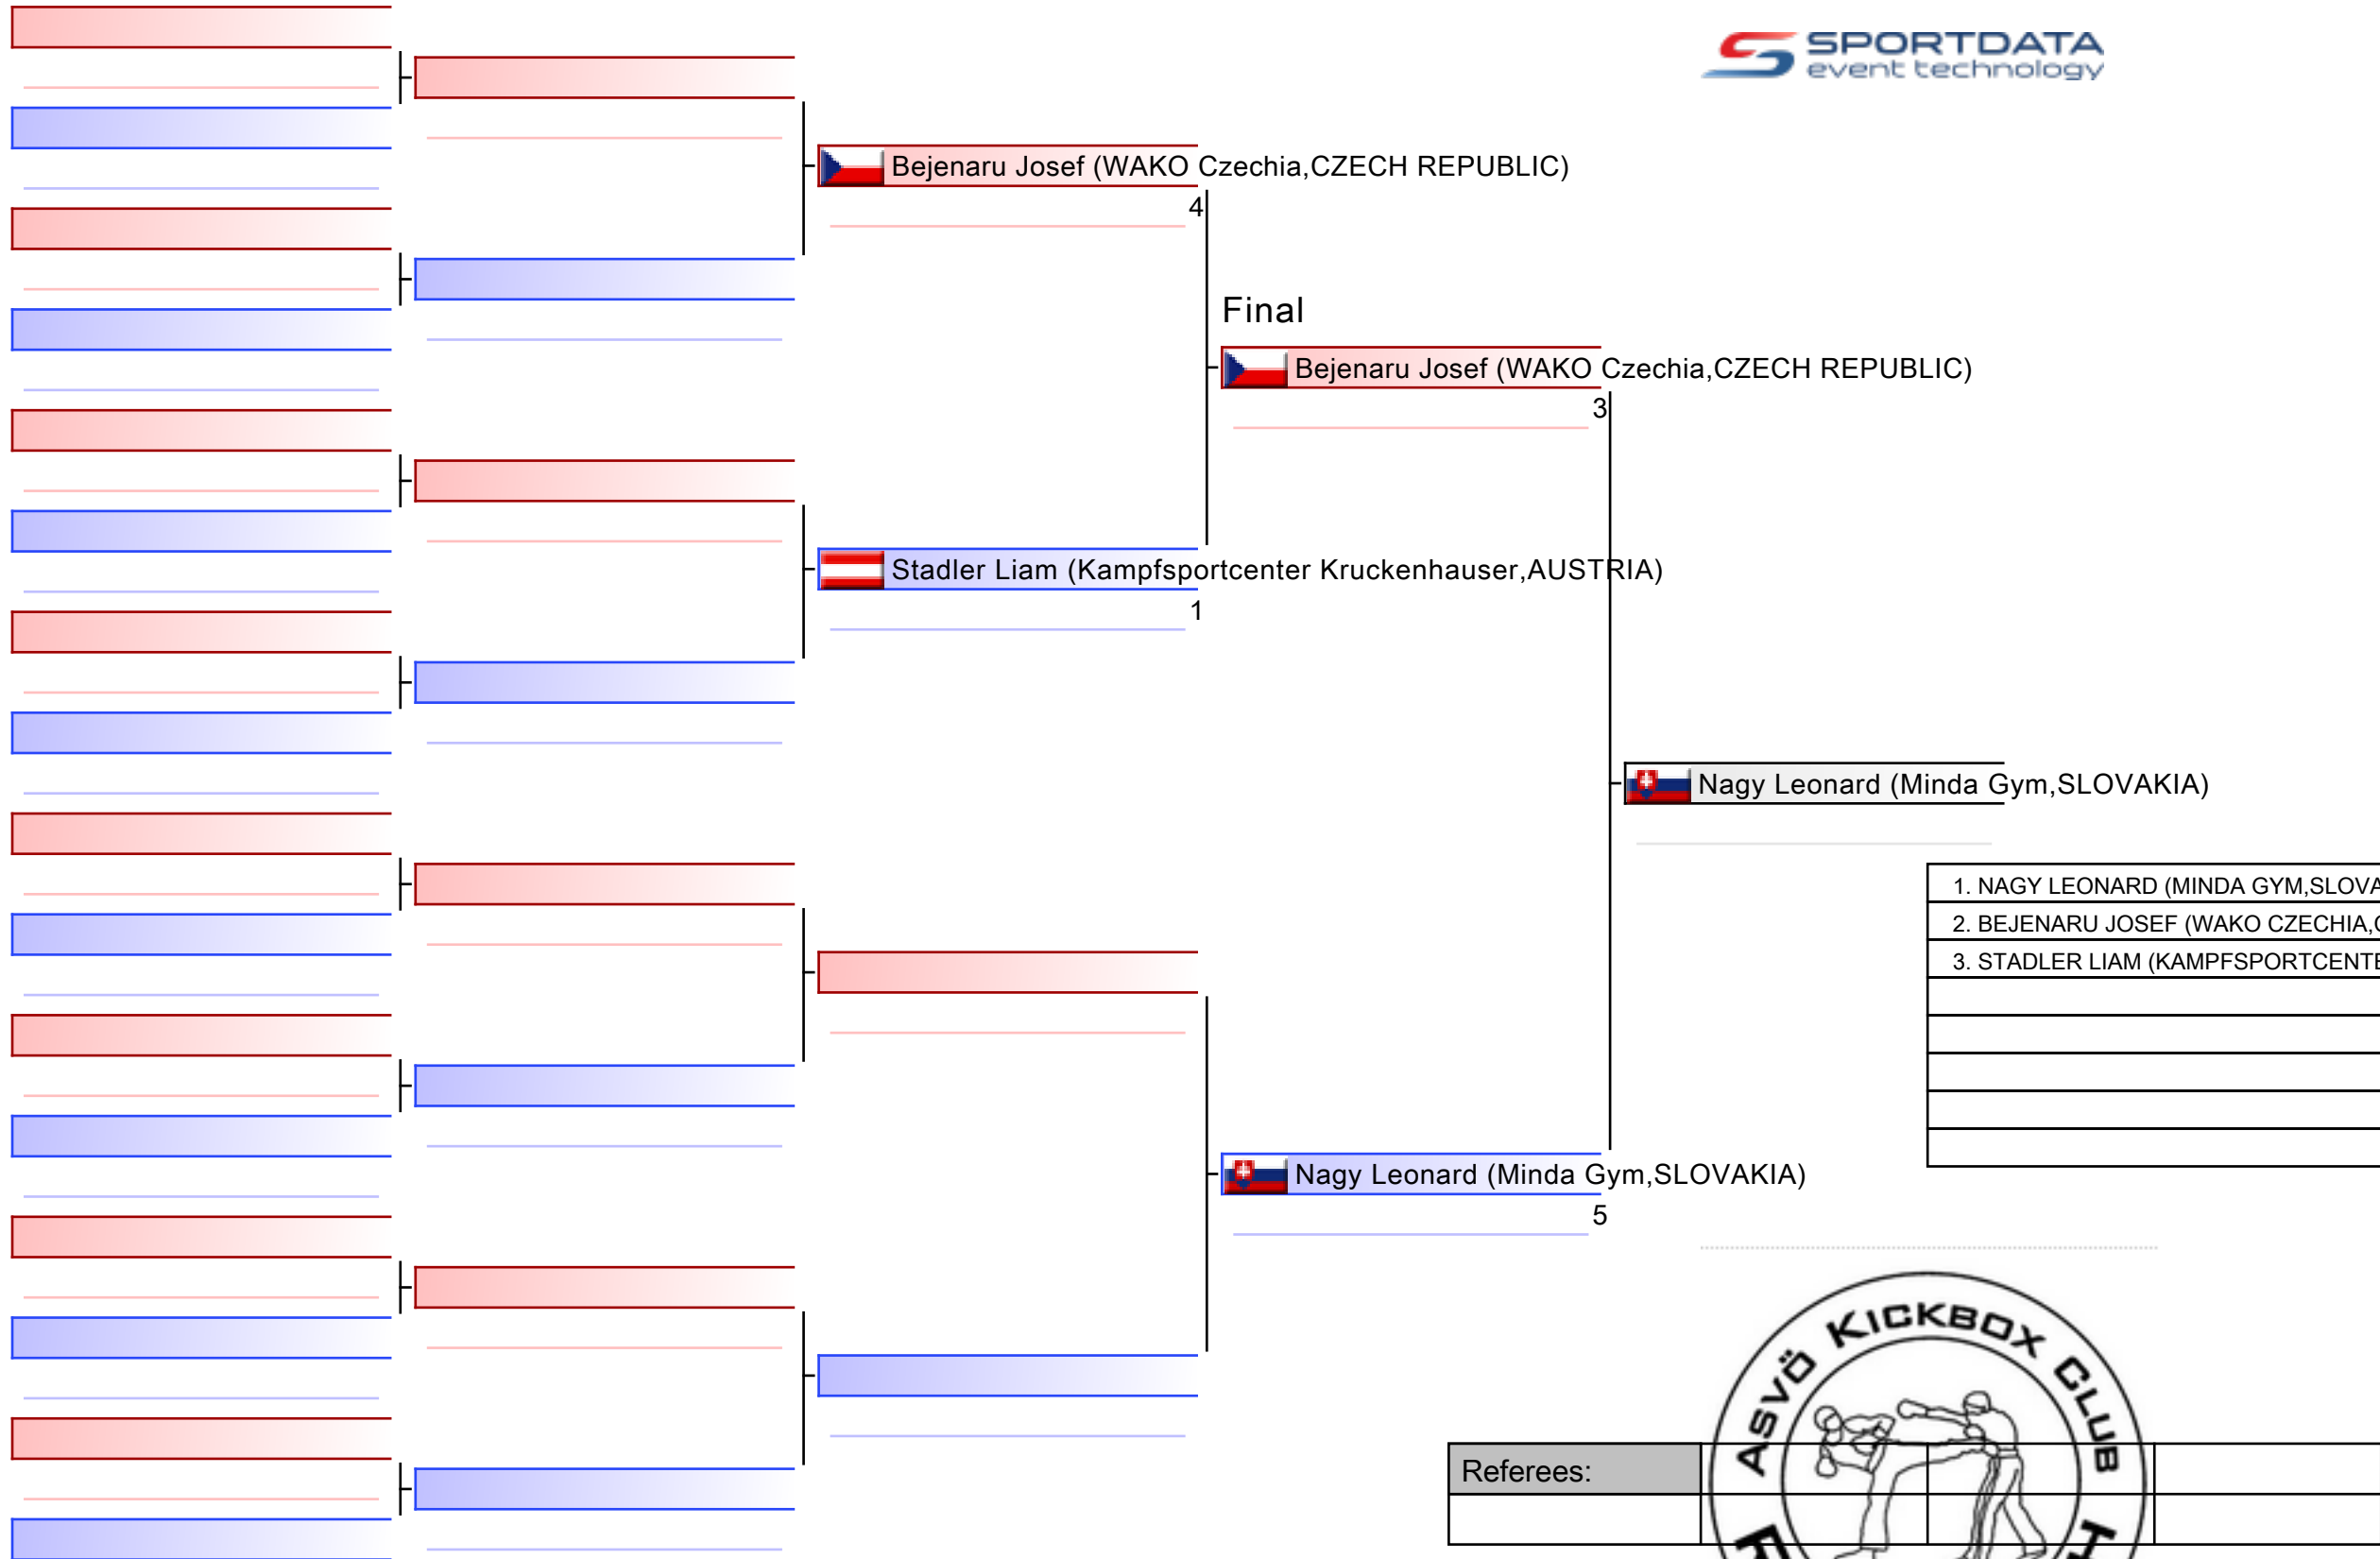 SPORTDATA
event technology
Bejenaru Josef (WAKO Czechia,CZECH REPUBLIC)
4
Final
Bejenaru Josef (WAKO Czechia,CZECH REPUBLIC)
3
Stadler Liam (Kampfsportcenter Kruckenhauser,AUSTRIA)
1
Nagy Leonard (Minda Gym,SLOVAKIA)
1. NAGY LEONARD (MINDA GYM,SLOVA
2. BEJENARU JOSEF (WAKO CZECHIA,
3. STADLER LIAM (KAMPFSPORTCENTE
Nagy Leonard (Minda Gym,SLOVAKIA)
5
ASVÖ KICKBOX CLUB
Referees: